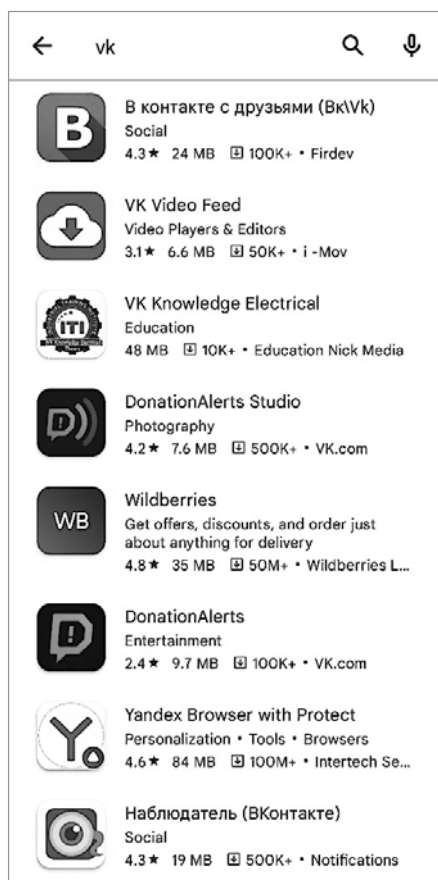 vk
В контакте с друзьями (Вк\Vk)
Social
4.3★ 24 MB 100K+ • Firdev
VK Video Feed
Video Players & Editors
3.1★ 6.6 MB 50K+ • i -Mov
ITI
VK Knowledge Electrical
Education
48 MB 10K+ • Education Nick Media
DonationAlerts Studio
Photography
4.2★ 7.6 MB 500K+ • VK.com
WB
Wildberries
Get offers, discounts, and order just
about anything for delivery
4.8★ 35 MB 50M+ • Wildberries L...
DonationAlerts
Entertainment
2.4★ 9.7 MB 100K+ • VK.com
Yandex Browser with Protect
Personalization • Tools • Browsers
4.6★ 84 MB 100M+ • Intertech Se...
Наблюдатель (ВКонтакте)
Social
4.3★ 19 MB 500K+ • Notifications